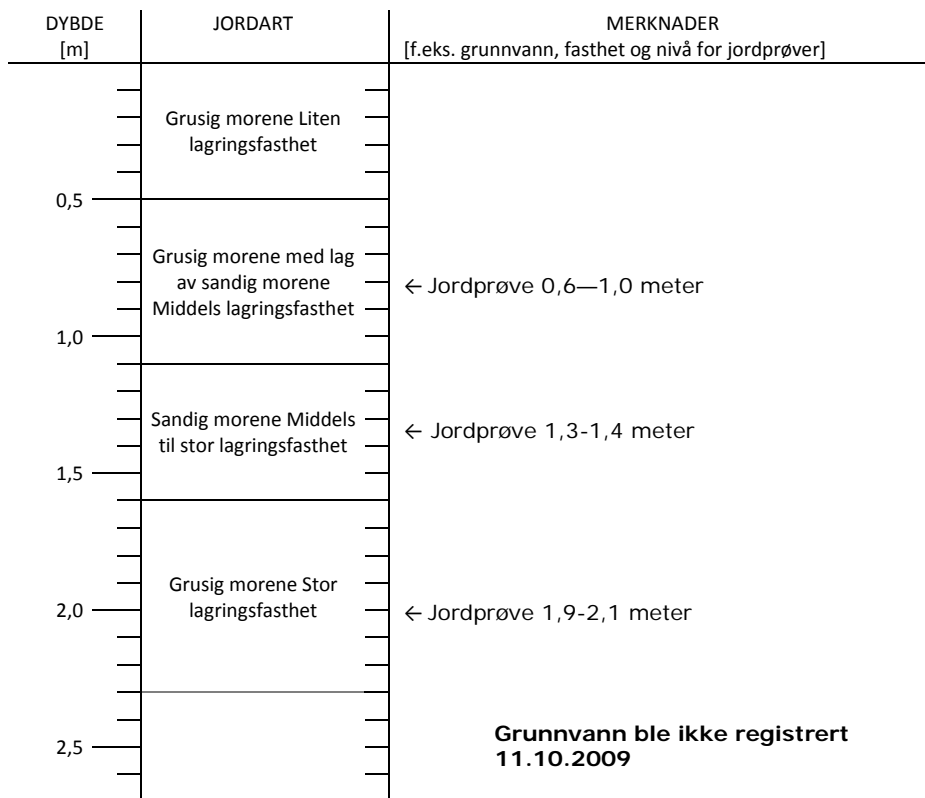 DYBDE
[m]
JORDART
MERKNADER
[f.eks. grunnvann, fasthet og nivå for jordprøver]
Grusig morene Liten
lagringsfasthet
0,5
Grusig morene med lag
av sandig morene
Middels lagringsfasthet
← Jordprøve 0,6—1,0 meter
1,0
Sandig morene Middels
til stor lagringsfasthet
← Jordprøve 1,3-1,4 meter
1,5
Grusig morene Stor
lagringsfasthet
2,0
← Jordprøve 1,9-2,1 meter
Grunnvann ble ikke registrert
11.10.2009
2,5